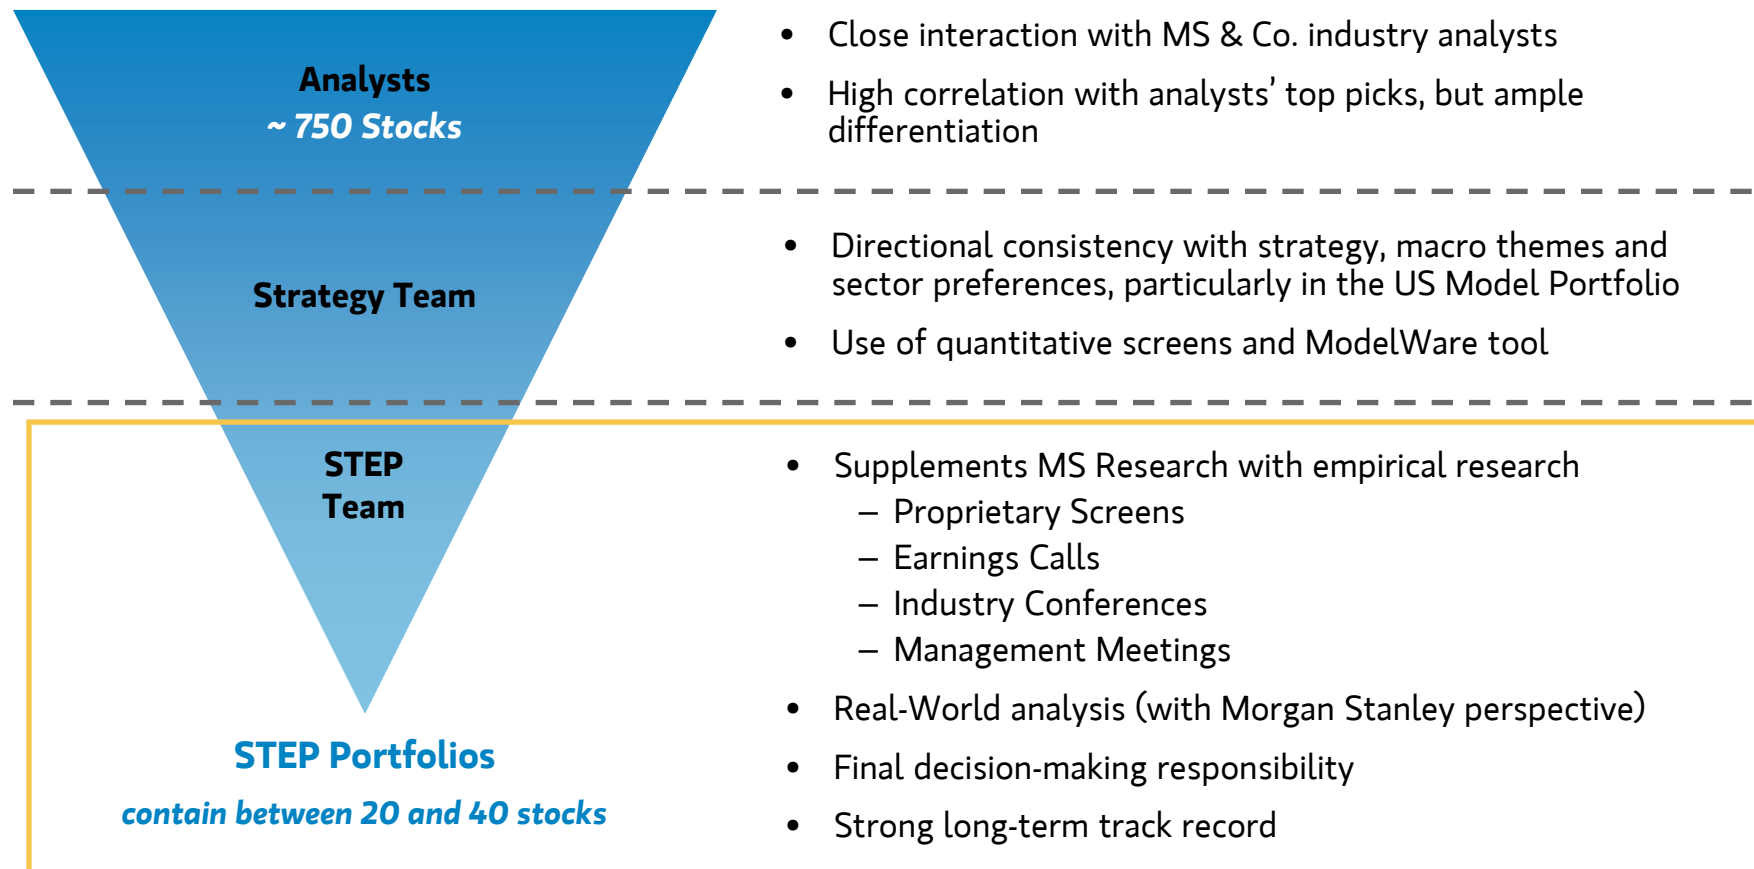 Analysts
~ 750 Stocks
• Close interaction with MS & Co. industry analysts
• High correlation with analysts’ top picks, but ample
differentiation
Strategy Team
• Directional consistency with strategy, macro themes and
sector preferences, particularly in the US Model Portfolio
• Use of quantitative screens and ModelWare tool
STEP
Team
• Supplements MS Research with empirical research
– Proprietary Screens
– Earnings Calls
– Industry Conferences
– Management Meetings
• Real-World analysis (with Morgan Stanley perspective)
• Final decision-making responsibility
• Strong long-term track record
STEP Portfolios
contain between 20 and 40 stocks